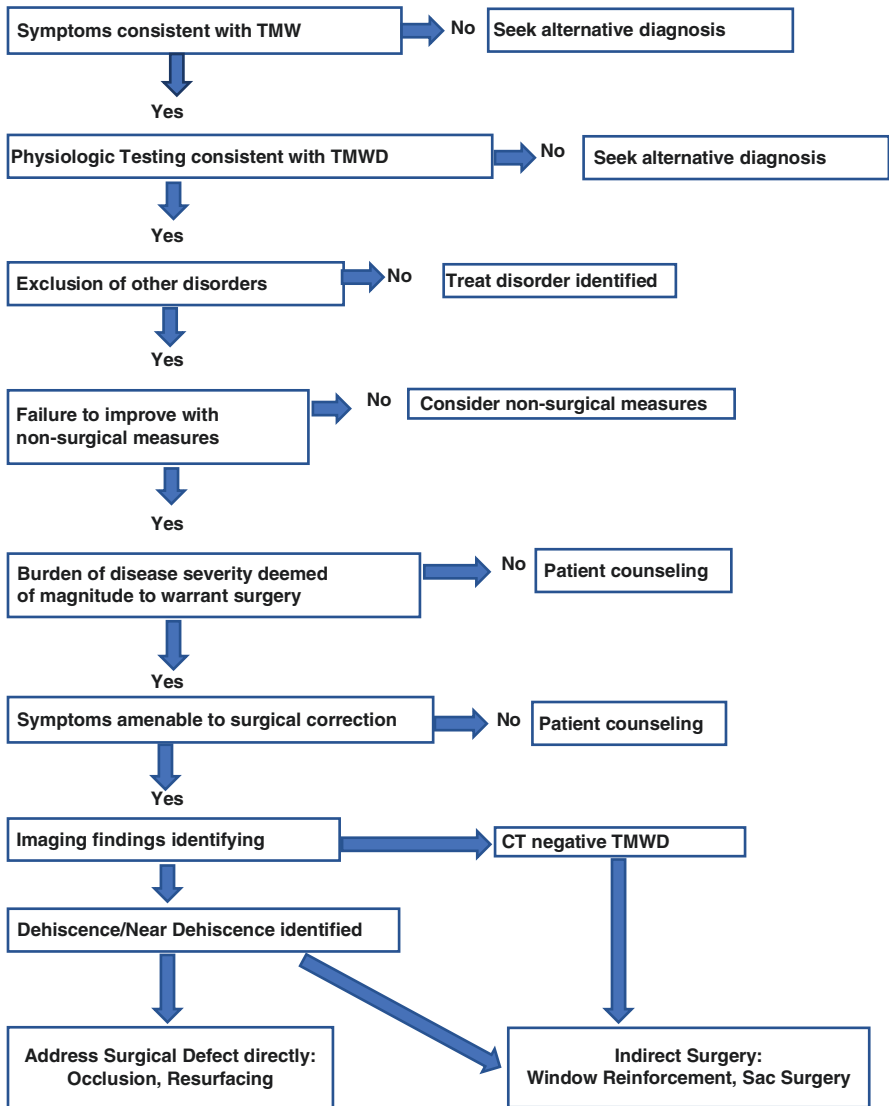 Symptoms consistent with TMW
No
Seek alternative diagnosis
Yes
Physiologic Testing consistent with TMWD
No
Seek alternative diagnosis
Yes
Exclusion of other disorders
No
Treat disorder identified
Yes
Failure to improve with
non-surgical measures
No
Consider non-surgical measures
Yes
Burden of disease severity deemed
of magnitude to warrant surgery
No
Patient counseling
Yes
Symptoms amenable to surgical correction
No
Patient counseling
Yes
Imaging findings identifying
CT negative TMWD
Dehiscence/Near Dehiscence identified
Address Surgical Defect directly:
Occlusion, Resurfacing
Indirect Surgery:
Window Reinforcement, Sac Surgery